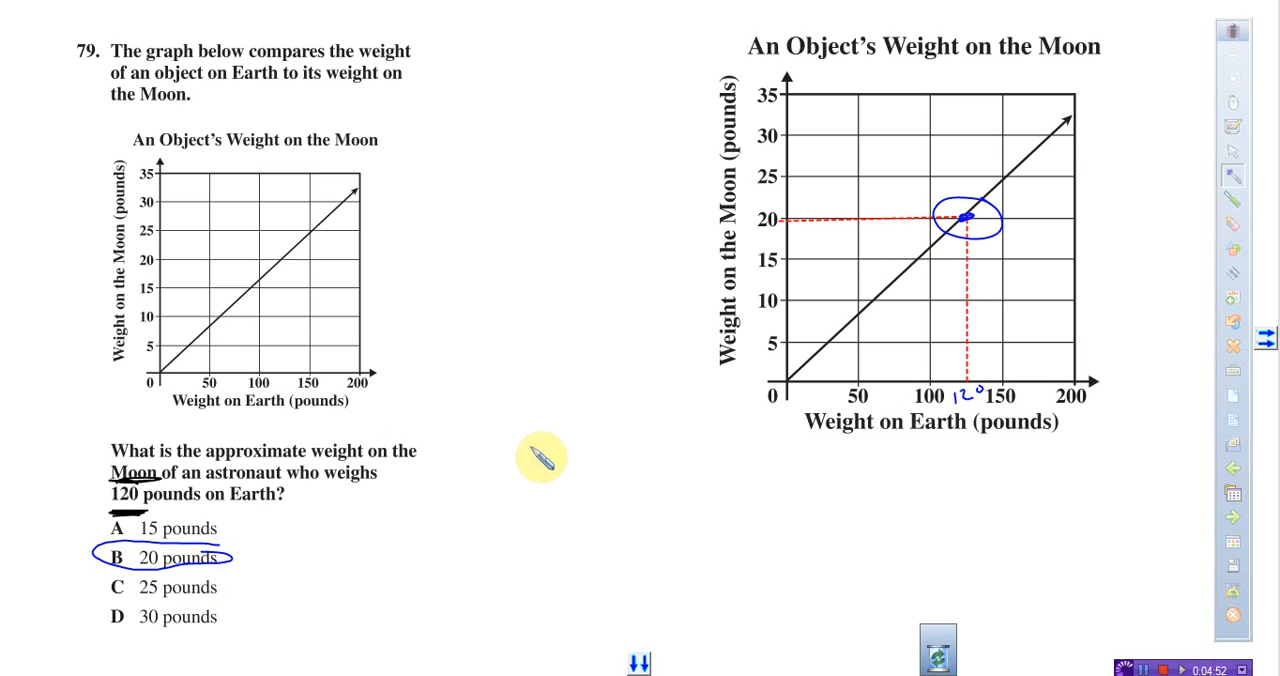 79. The graph below compares the weight
of an object on Earth to its weight on
the Moon.
An Object's Weight on the Moon
Weight on the Moon (pounds)
35
30
25
20
15
10
5
0 50 100 150 200
Weight on Earth (pounds)
What is the approximate weight on the
Moon of an astronaut who weighs
120 pounds on Earth?
A 15 pounds
B 20 pounds
C 25 pounds
D 30 pounds
An Object's Weight on the Moon
Weight on the Moon (pounds)
35
30
25
20
15
10
5
0 50 100 120 150 200
Weight on Earth (pounds)
0:04:52